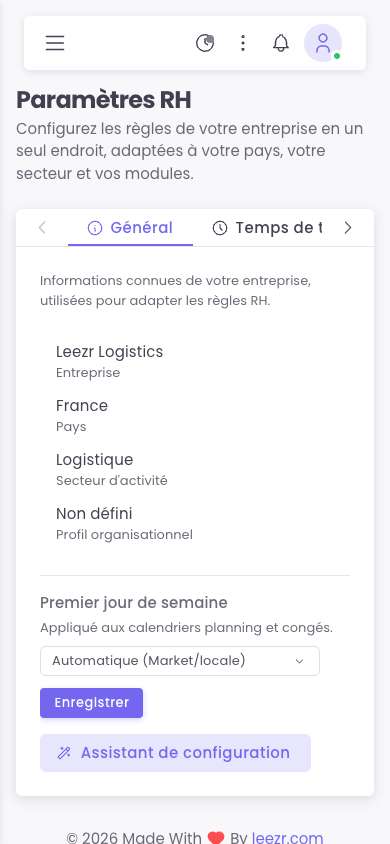 Paramètres RH
Configurez les règles de votre entreprise en un
seul endroit, adaptées à votre pays, votre
secteur et vos modules.
Général
Temps de t
Informations connues de votre entreprise,
utilisées pour adapter les règles RH.
Leezr Logistics
Entreprise
France
Pays
Logistique
Secteur d'activité
Non défini
Profil organisationnel
Premier jour de semaine
Appliqué aux calendriers planning et congés.
Automatique (Market/locale)
Enregistrer
Assistant de configuration
© 2026 Made With By leezr.com